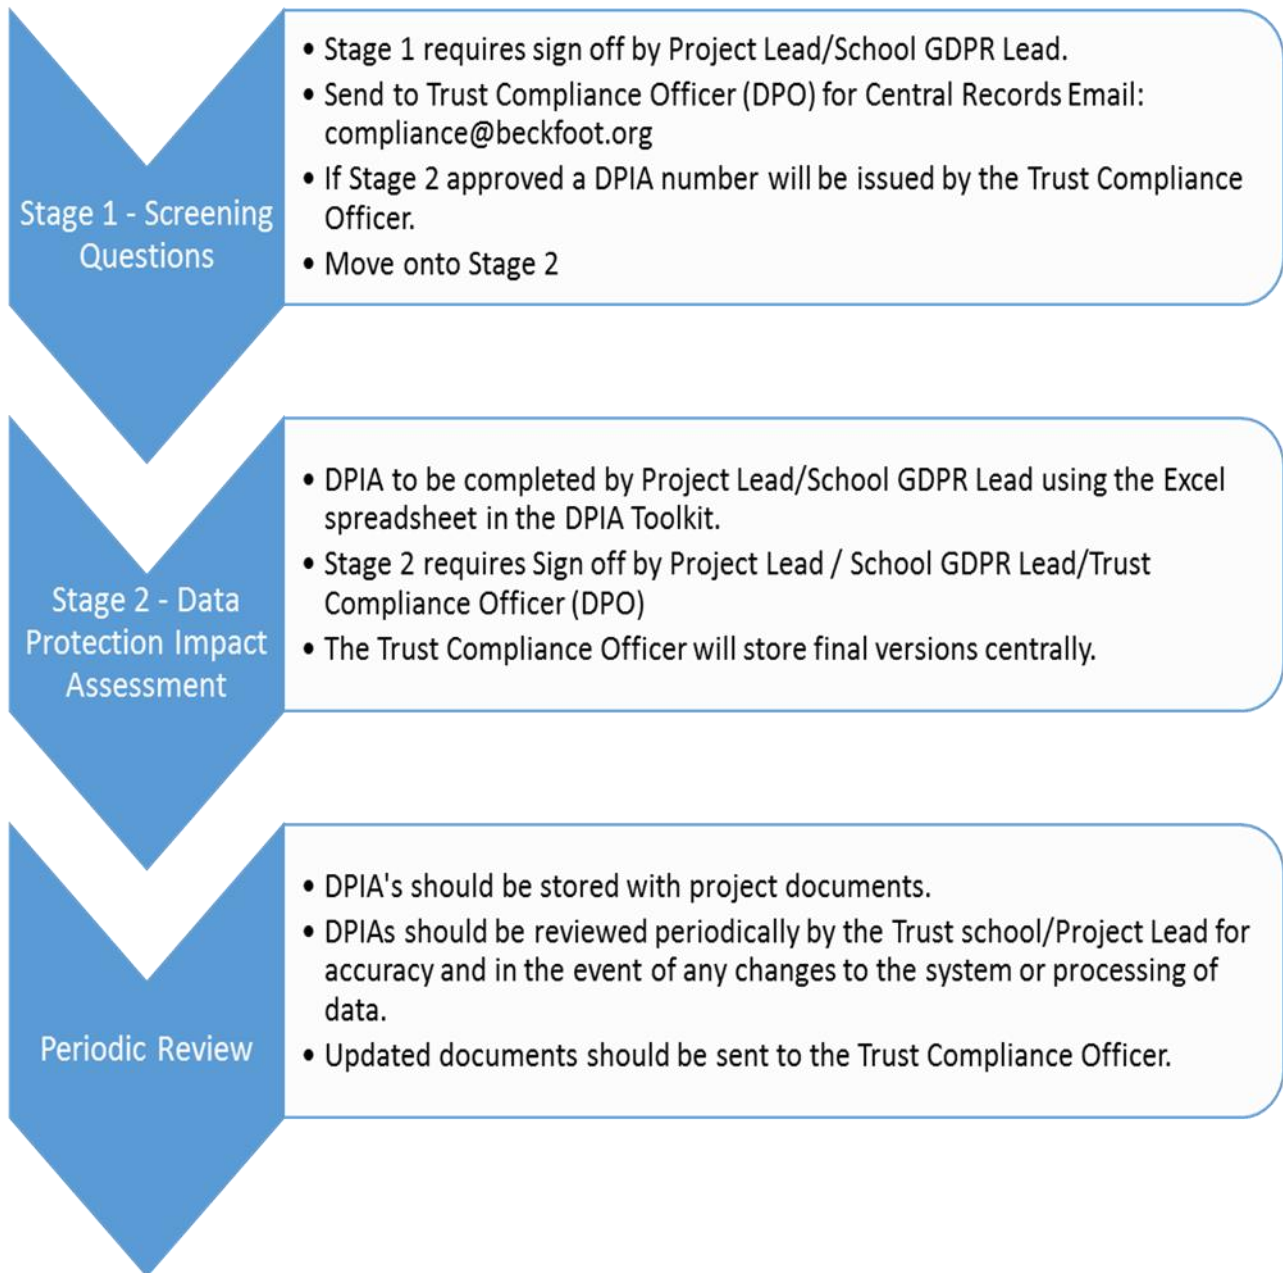 • Stage 1 requires sign off by Project Lead/School GDPR Lead.
• Send to Trust Compliance Officer (DPO) for Central Records Email:
compliance@beckfoot.org
• If Stage 2 approved a DPIA number will be issued by the Trust Compliance
Officer.
• Move onto Stage 2
Stage 1 - Screening
Questions
• DPIA to be completed by Project Lead/School GDPR Lead using the Excel
spreadsheet in the DPIA Toolkit.
• Stage 2 requires Sign off by Project Lead / School GDPR Lead/Trust
Compliance Officer (DPO)
• The Trust Compliance Officer will store final versions centrally.
Stage 2 - Data
Protection Impact
Assessment
• DPIA's should be stored with project documents.
• DPIAs should be reviewed periodically by the Trust school/Project Lead for
accuracy and in the event of any changes to the system or processing of
data.
• Updated documents should be sent to the Trust Compliance Officer.
Periodic Review